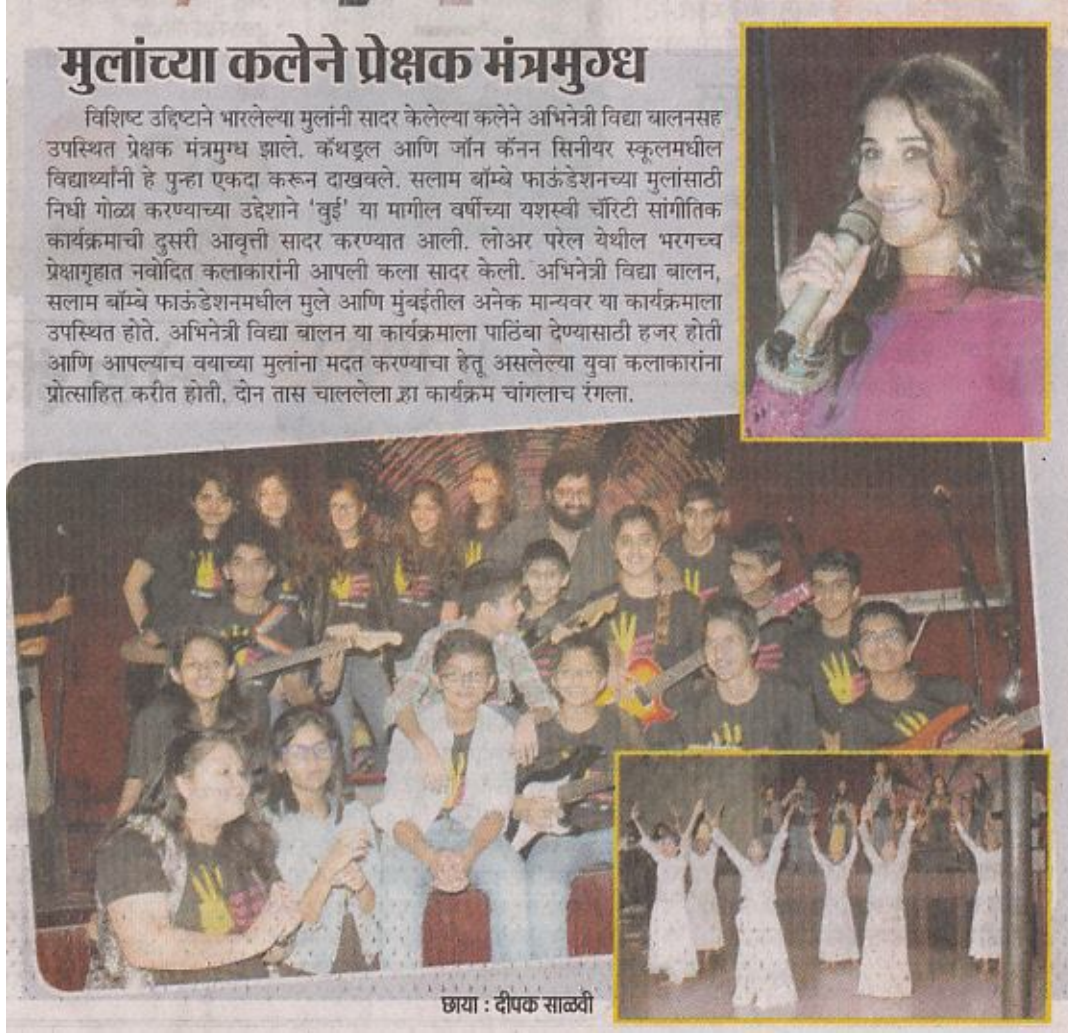 मुलांच्या कलेने प्रेक्षक मंत्रमुग्ध
विशिष्ट उद्दिष्टाने भारलेल्या मुलांनी सादर केलेल्या कलेने अभिनेत्री विद्या बालनसह
उपस्थित प्रेक्षक मंत्रमुग्ध झाले. कॅथड्रल आणि जॉन कॅनन सिनीयर स्कूलमधील
विद्यार्थ्यांनी हे पुन्हा एकदा करून दाखवले. सलाम बॉम्बे फाऊंडेशनच्या मुलांसाठी
निधी गोळा करण्याच्या उद्देशाने ‘वुई’ या मागील वर्षीच्या यशस्वी चॅरिटी सांगीतिक
कार्यक्रमाची दुसरी आवृत्ती सादर करण्यात आली. लोअर परेल येथील भरगच्च
प्रेक्षागृहात नवोदित कलाकारांनी आपली कला सादर केली. अभिनेत्री विद्या बालन,
सलाम बॉम्बे फाऊंडेशनमधील मुले आणि मुंबईतील अनेक मान्यवर या कार्यक्रमाला
उपस्थित होते. अभिनेत्री विद्या बालन या कार्यक्रमाला पाठिंबा देण्यासाठी हजर होती
आणि आपल्याच वयाच्या मुलांना मदत करण्याचा हेतू असलेल्या युवा कलाकारांना
प्रोत्साहित करीत होती. दोन तास चाललेला हा कार्यक्रम चांगलाच रंगला.
छाया : दीपक साळवी